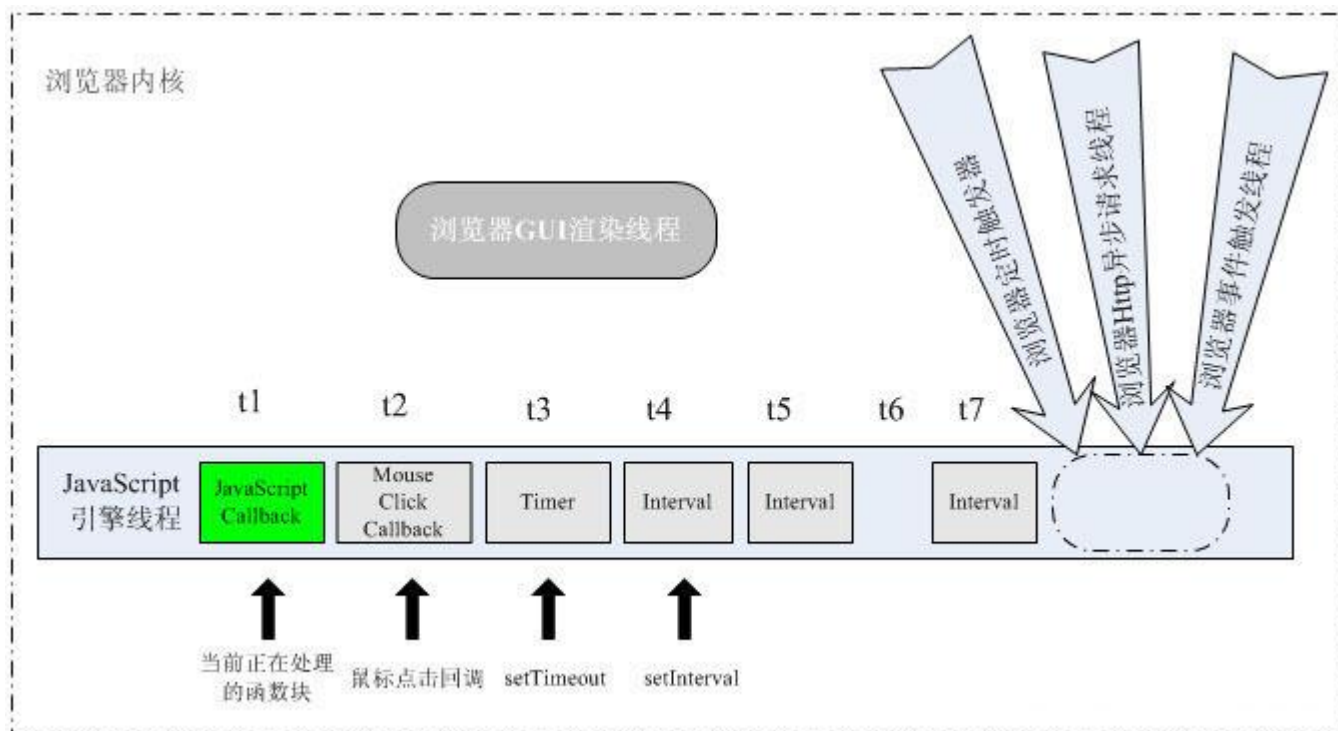 浏览器内核
浏览器GUI渲染线程
浏览器定时触发器
浏览器Http异步请求线程
浏览器事件触发线程
t1
t2
t3
t4
t5
t6
t7
JavaScript
引擎线程
JavaScript
Callback
Mouse
Click
Callback
Timer
Interval
Interval
Interval
当前正在处理
的函数块
鼠标点击回调
setTimeout
setInterval